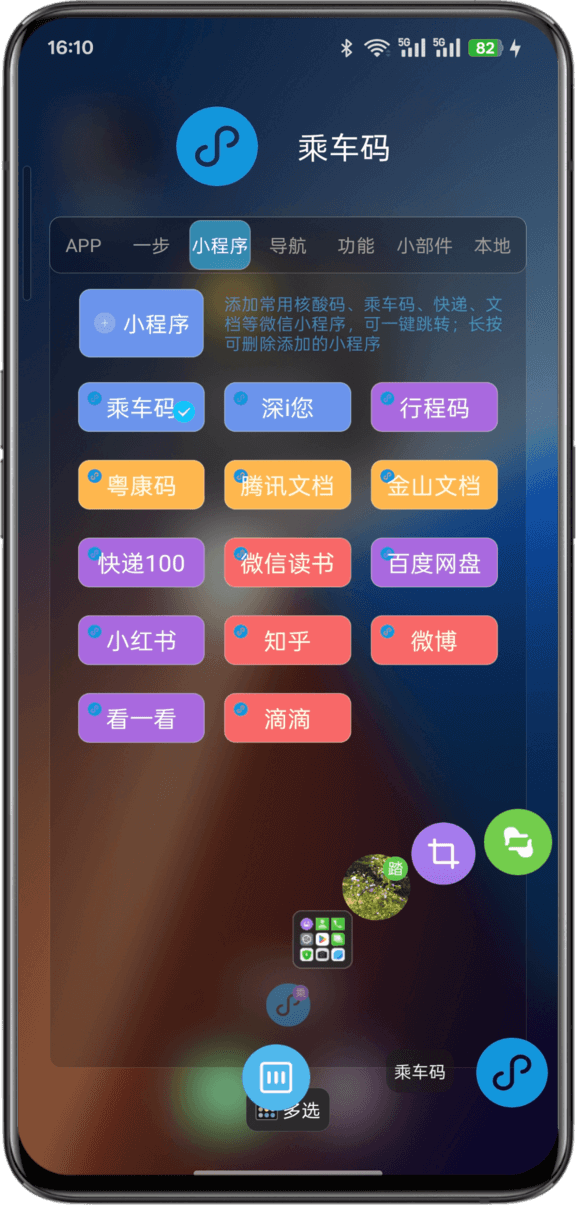 16:10
5G
5G
82
乘车码
APP
一步
小程序
导航
功能
小部件
本地
小程序
添加常用核酸码、乘车码、快递、文
档等微信小程序，可一键跳转；长按
可删除添加的小程序
乘车码
深i您
行程码
粤康码
腾讯文档
金山文档
快递100
微信读书
百度网盘
小红书
知乎
微博
看一看
滴滴
踏
乘
乘车码
多选